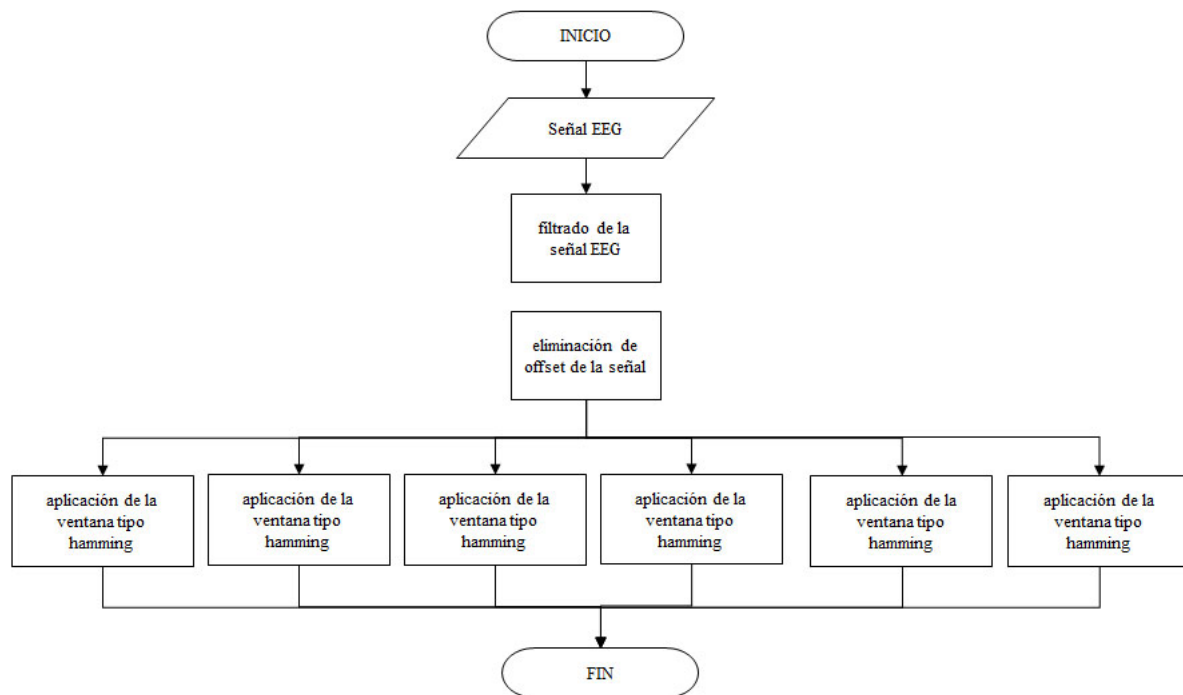 INICIO
Señal EEG
filtrado de la
señal EEG
eliminación de
offset de la señal
aplicación de la
ventana tipo
hamming
aplicación de la
ventana tipo
hamming
aplicación de la
ventana tipo
hamming
aplicación de la
ventana tipo
hamming
aplicación de la
ventana tipo
hamming
aplicación de la
ventana tipo
hamming
FIN